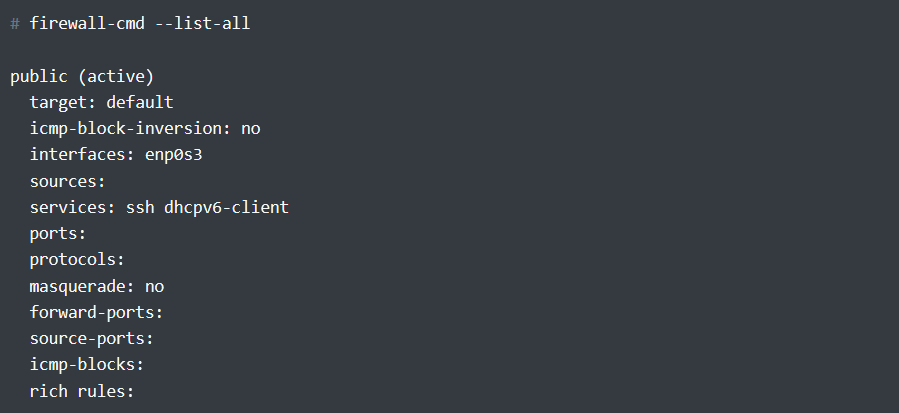 # firewall-cmd --list-all
public (active)
target: default
icmp-block-inversion: no
interfaces: enp0s3
sources:
services: ssh dhcpv6-client
ports:
protocols:
masquerade: no
forward-ports:
source-ports:
icmp-blocks:
rich rules: